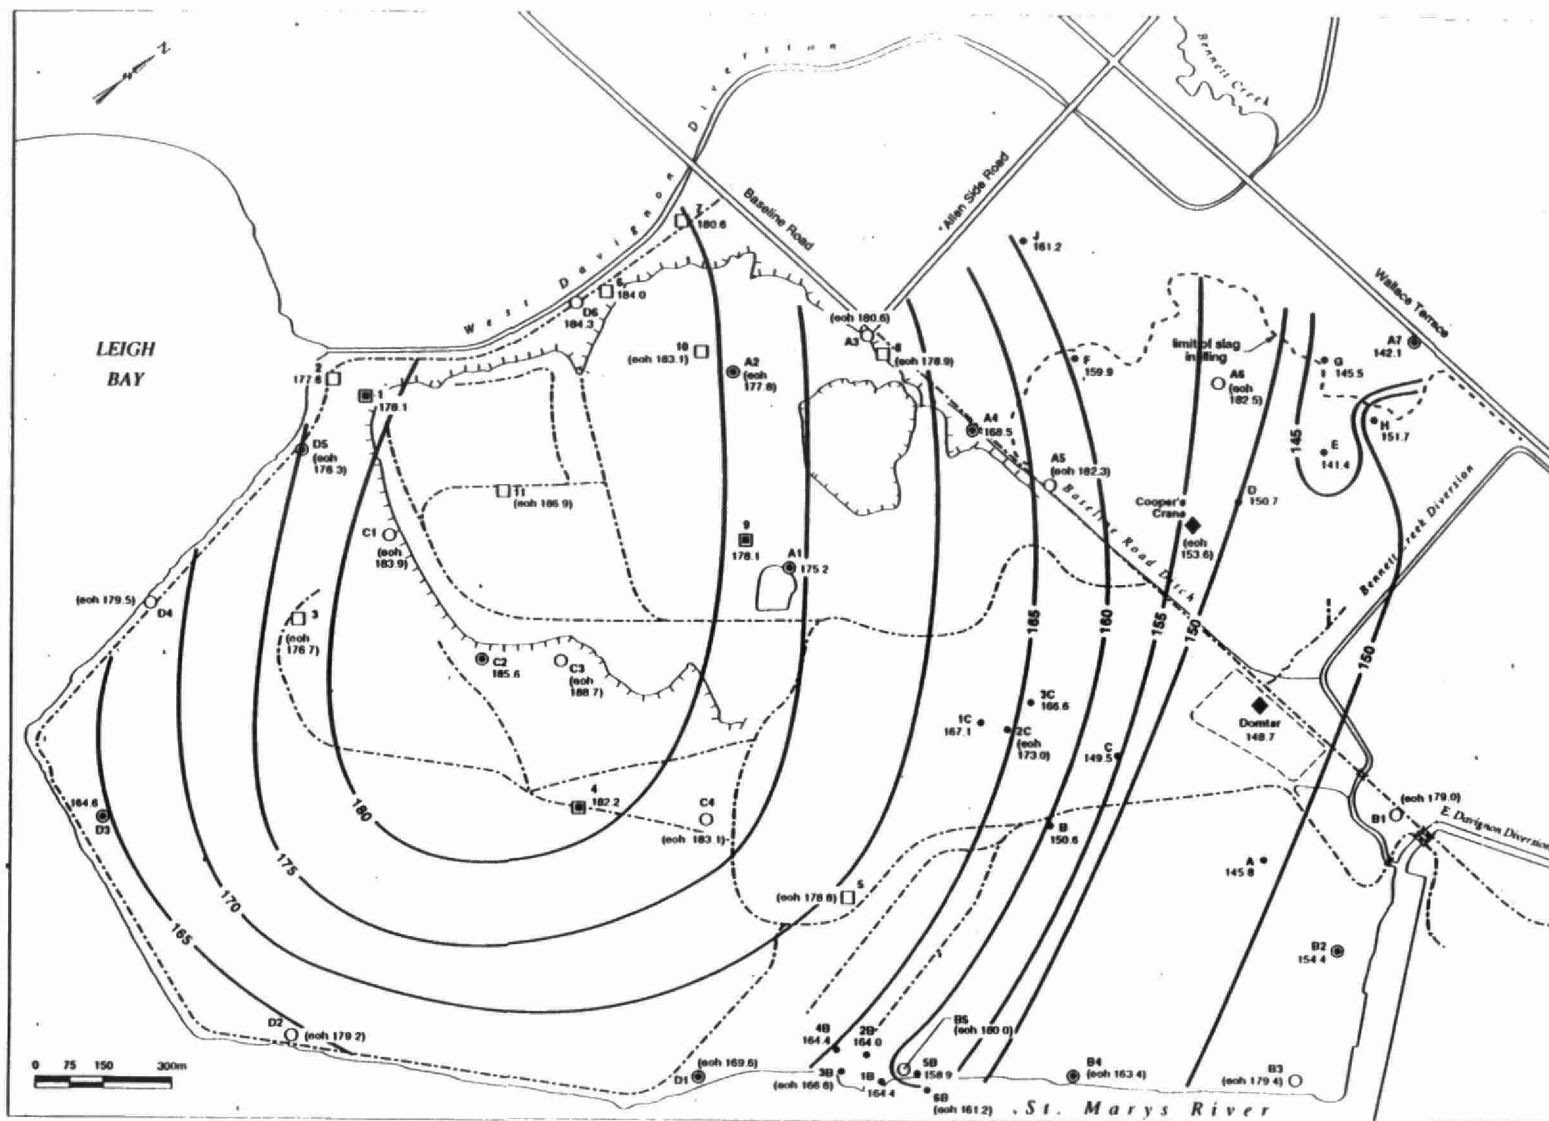 N
Bennett Creek
West Davignon Diversion
Baseline Road
Allen Side Road
Wallace Terrace
LEIGH
BAY
7
180.6
J
161.2
6
184.0
D6
184.3
(eoh 180.6)
A3
8
(eoh 178.9)
limit of slag
infilling
A7
142.1
F
159.9
G
145.5
A6
(eoh
182.5)
10
(eoh 183.1)
A2
(eoh
177.8)
2
177.6
1
178.1
D5
(eoh
176.3)
A4
168.5
H
151.7
145
E
141.4
A5
(eoh 182.3)
Baseline Road Ditch
Cooper's
Crane
(eoh
153.6)
D
150.7
Bennett Creek Diversion
11
(eoh 186.9)
C1
(eoh
183.9)
9
178.1
A1
175.2
(eoh 179.5)
D4
3
(eoh
176.7)
165
160
155
150
150
C2
185.6
C3
(eoh
188.7)
3C
166.6
1C
167.1
2C
(eoh
173.0)
C
149.5
Domtar
148.7
164.6
D3
180
4
182.2
C4
(eoh
183.1)
B
150.6
(eoh 179.0)
B1
E. Davignon Diversion
175
170
165
5
(eoh 178.8)
A
145.8
B2
154.4
D2
(eoh 179.2)
4B
164.4
2B
164.0
B5
(eoh 180.0)
0 75 150 300m
D1
(eoh 169.6)
3B
(eoh 166.6)
1B
164.4
5B
158.9
6B
(eoh 161.2)
B4
(eoh 163.4)
B3
(eoh 179.4)
St. Marys River